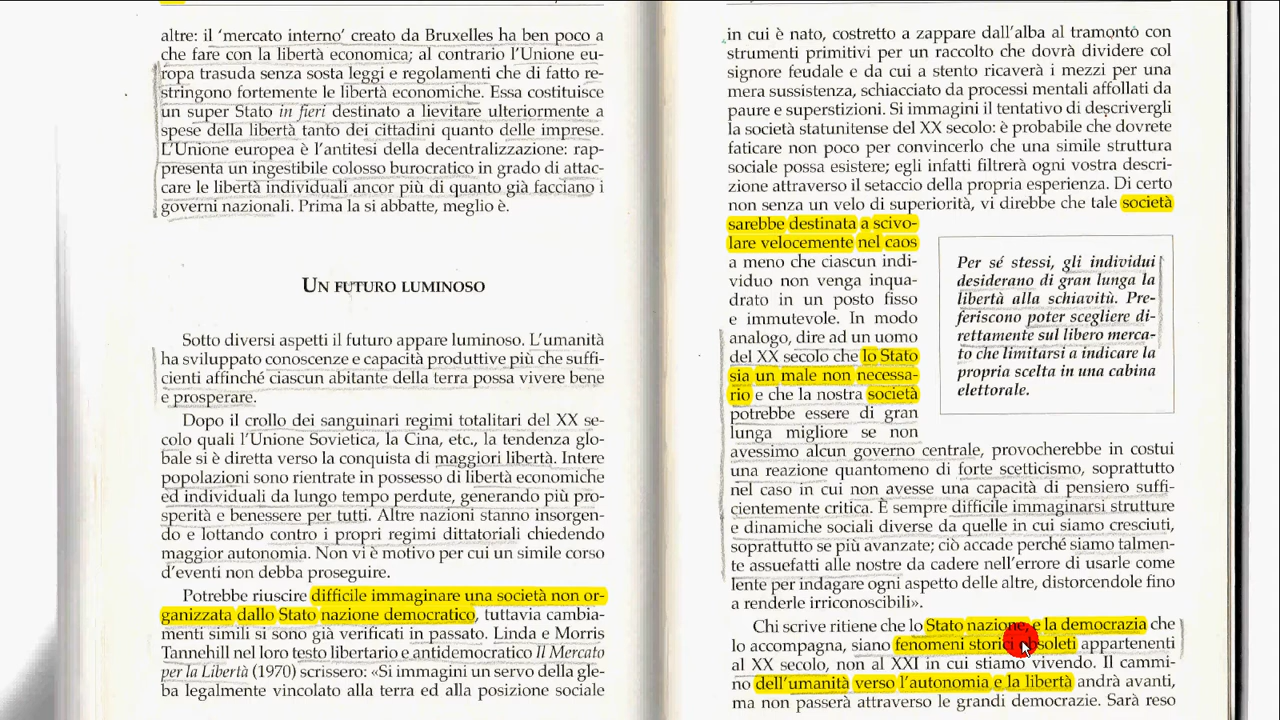 altre: il ‘mercato interno’ creato da Bruxelles ha ben poco a
che fare con la libertà economica; al contrario l’Unione eu-
ropa trasuda senza sosta leggi e regolamenti che di fatto re-
stringono fortemente le libertà economiche. Essa costituisce
un super Stato in fieri destinato a lievitare ulteriormente a
spese della libertà tanto dei cittadini quanto delle imprese.
L’Unione europea è l’antitesi della decentralizzazione: rap-
presenta un ingestibile colosso burocratico in grado di attac-
care le libertà individuali ancor più di quanto già facciano i
governi nazionali. Prima la si abbatte, meglio è.
UN FUTURO LUMINOSO
Sotto diversi aspetti il futuro appare luminoso. L’umanità
ha sviluppato conoscenze e capacità produttive più che suffi-
cienti affinché ciascun abitante della terra possa vivere bene
e prosperare.
Dopo il crollo dei sanguinari regimi totalitari del XX se-
colo quali l’Unione Sovietica, la Cina, etc., la tendenza glo-
bale si è diretta verso la conquista di maggiori libertà. Intere
popolazioni sono rientrate in possesso di libertà economiche
ed individuali da lungo tempo perdute, generando più pro-
sperità e benessere per tutti. Altre nazioni stanno insorgen-
do e lottando contro i propri regimi dittatoriali chiedendo
maggior autonomia. Non vi è motivo per cui un simile corso
d’eventi non debba proseguire.
Potrebbe riuscire difficile immaginare una società non or-
ganizzata dallo Stato nazione democratico, tuttavia cambia-
menti simili si sono già verificati in passato. Linda e Morris
Tannehill nel loro testo libertario e antidemocratico Il Mercato
per la Libertà (1970) scrissero: «Si immagini un servo della gle-
ba legalmente vincolato alla terra ed alla posizione sociale
in cui è nato, costretto a zappare dall’alba al tramonto con
strumenti primitivi per un raccolto che dovrà dividere col
signore feudale e da cui a stento ricaverà i mezzi per una
mera sussistenza, schiacciato da processi mentali affollati da
paure e superstizioni. Si immagini il tentativo di descrivergli
la società statunitense del XX secolo: è probabile che dovrete
faticare non poco per convincerlo che una simile struttura
sociale possa esistere; egli infatti filtrerà ogni vostra descri-
zione attraverso il setaccio della propria esperienza. Di certo
non senza un velo di superiorità, vi direbbe che tale società
sarebbe destinata a scivo-
lare velocemente nel caos
a meno che ciascun indi-
viduo non venga inqua-
drato in un posto fisso
e immutevole. In modo
analogo, dire ad un uomo
del XX secolo che lo Stato
sia un male non necessa-
rio e che la nostra società
potrebbe essere di gran
lunga migliore se non
avessimo alcun governo centrale, provocherebbe in costui
una reazione quantomeno di forte scetticismo, soprattutto
nel caso in cui non avesse una capacità di pensiero suffi-
cientemente critica. È sempre difficile immaginarsi strutture
e dinamiche sociali diverse da quelle in cui siamo cresciuti,
soprattutto se più avanzate; ciò accade perché siamo talmen-
te assuefatti alle nostre da cadere nell’errore di usarle come
lente per indagare ogni aspetto delle altre, distorcendole fino
a renderle irriconoscibili».
Per sé stessi, gli individui
desiderano di gran lunga la
libertà alla schiavitù. Pre-
feriscono poter scegliere di-
rettamente sul libero merca-
to che limitarsi a indicare la
propria scelta in una cabina
elettorale.
Chi scrive ritiene che lo Stato nazione, e la democrazia che
lo accompagna, siano fenomeni storici obsoleti appartenenti
al XX secolo, non al XXI in cui stiamo vivendo. Il cammi-
no dell’umanità verso l’autonomia e la libertà andrà avanti,
ma non passerà attraverso le grandi democrazie. Sarà reso